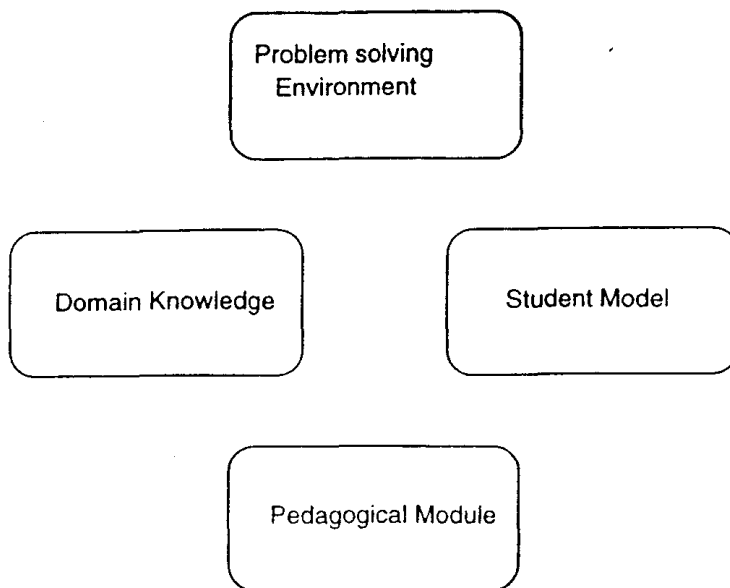 Problem solving
Environment
Domain Knowledge
Student Model
Pedagogical Module